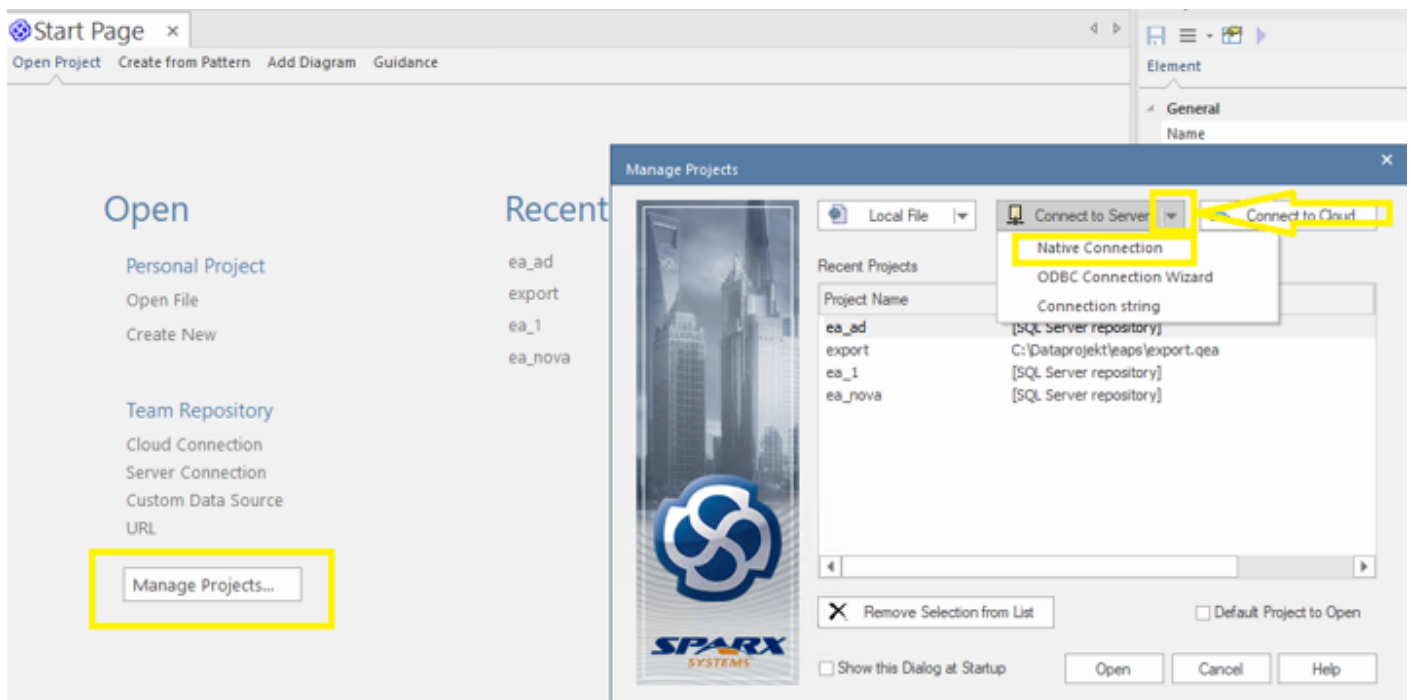 Start Page ×
Open Project Create from Pattern Add Diagram Guidance
Element
General
Name
Open
Personal Project
Open File
Create New
Team Repository
Cloud Connection
Server Connection
Custom Data Source
URL
Manage Projects...
Recent
ea_ad
export
ea_1
ea_nova
Manage Projects
Local File
Connect to Server
Connect to Cloud
Native Connection
ODBC Connection Wizard
Connection string
Recent Projects
Project Name
ea_ad [SQL Server repository]
export C:\Dataprojekt\eaps\export.qea
ea_1 [SQL Server repository]
ea_nova [SQL Server repository]
Remove Selection from List
Default Project to Open
SPARX
SYSTEMS
Show this Dialog at Startup
Open
Cancel
Help